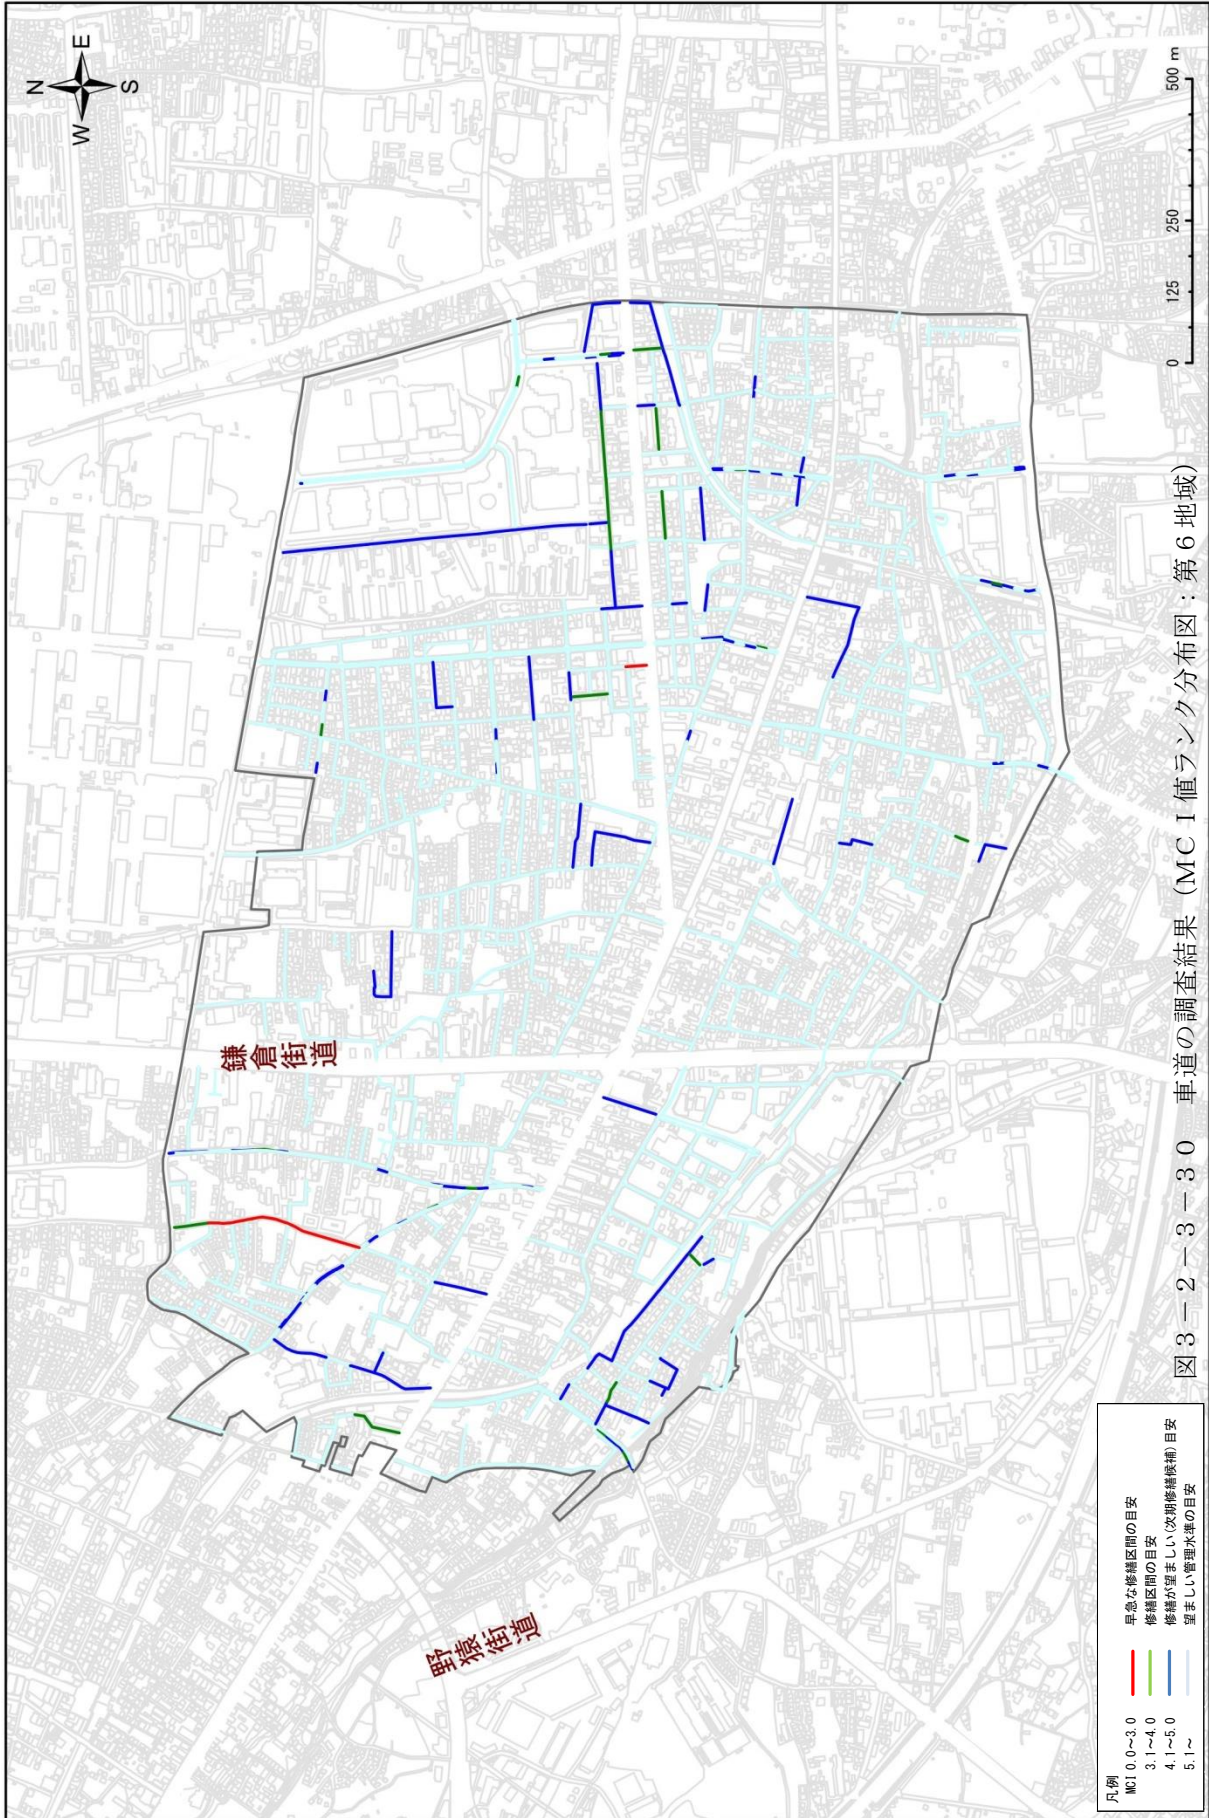 N
W
E
S
鎌倉街道
野猿街道
0
125
250
500 m
凡例
MCI 0.0~3.0 早急な修繕区間の目安
3.1~4.0 修繕区間の目安
4.1~5.0 修繕が望ましい(次期修繕候補)目安
5.1~ 望ましい管理水準の目安
図3-2-3-30 車道の調査結果(MCI値ランク分布図:第6地域)